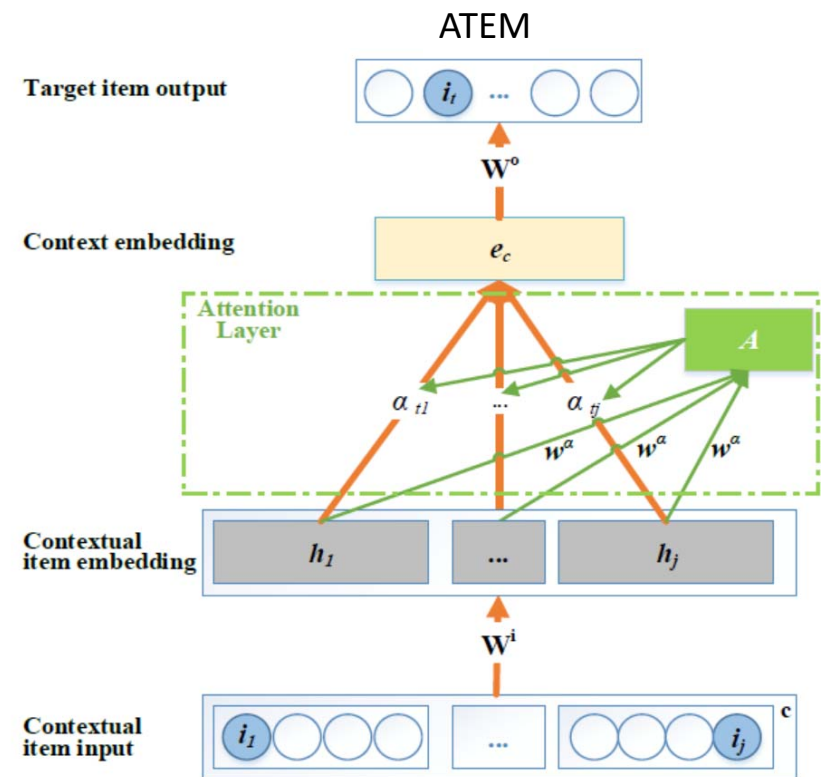 ATEM
Target item output
i_t ...
W^o
Context embedding
e_c
Attention
Layer
A
α_t1 ... α_tj
w^α w^α w^α
Contextual
item embedding
h_1 ... h_j
W^i
Contextual
item input
i_1 ... i_j
c